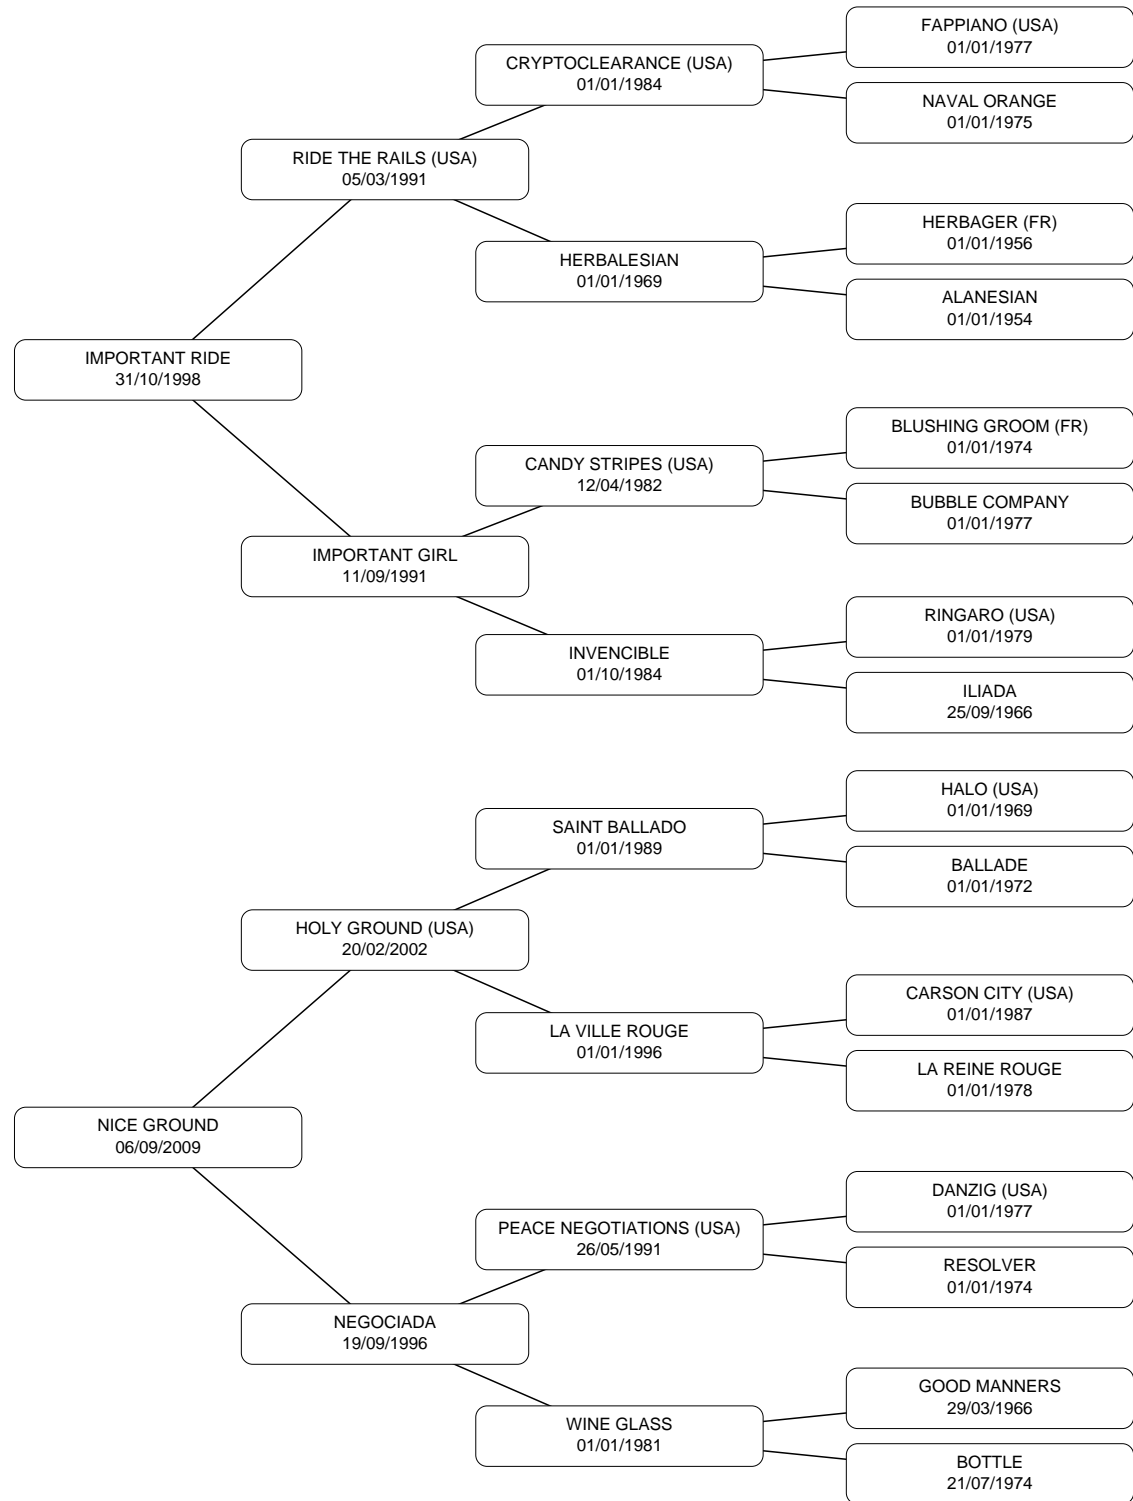 FAPPIANO (USA)
01/01/1977
CRYPTOCLEARANCE (USA)
01/01/1984
NAVAL ORANGE
01/01/1975
RIDE THE RAILS (USA)
05/03/1991
HERBAGER (FR)
01/01/1956
HERBALESIAN
01/01/1969
ALANESIAN
01/01/1954
IMPORTANT RIDE
31/10/1998
BLUSHING GROOM (FR)
01/01/1974
CANDY STRIPES (USA)
12/04/1982
BUBBLE COMPANY
01/01/1977
IMPORTANT GIRL
11/09/1991
RINGARO (USA)
01/01/1979
INVENCIBLE
01/10/1984
ILIADA
25/09/1966
HALO (USA)
01/01/1969
SAINT BALLADO
01/01/1989
BALLADE
01/01/1972
HOLY GROUND (USA)
20/02/2002
CARSON CITY (USA)
01/01/1987
LA VILLE ROUGE
01/01/1996
LA REINE ROUGE
01/01/1978
NICE GROUND
06/09/2009
DANZIG (USA)
01/01/1977
PEACE NEGOTIATIONS (USA)
26/05/1991
RESOLVER
01/01/1974
NEGOCIADA
19/09/1996
GOOD MANNERS
29/03/1966
WINE GLASS
01/01/1981
BOTTLE
21/07/1974